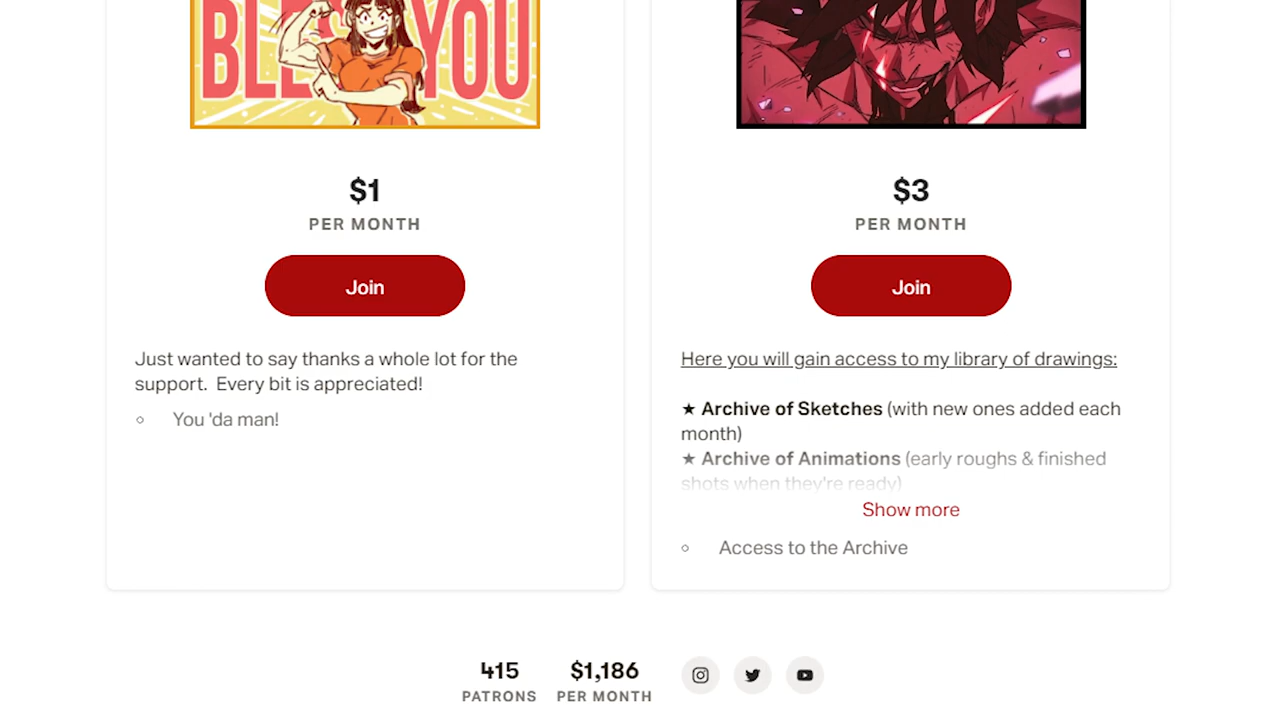 BLESS YOU
$1
PER MONTH
Join
Just wanted to say thanks a whole lot for the
support.  Every bit is appreciated!
You 'da man!
$3
PER MONTH
Join
Here you will gain access to my library of drawings:
★ Archive of Sketches (with new ones added each
month)
★ Archive of Animations (early roughs & finished
shots when they're ready)
Show more
Access to the Archive
415
PATRONS
$1,186
PER MONTH